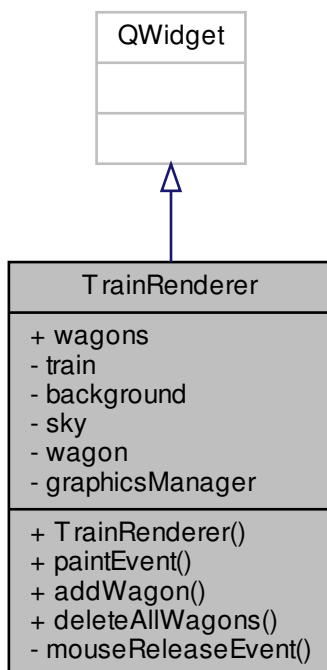 QWidget
TrainRenderer
+ wagons
- train
- background
- sky
- wagon
- graphicsManager
+ TrainRenderer()
+ paintEvent()
+ addWagon()
+ deleteAllWagons()
- mouseReleaseEvent()